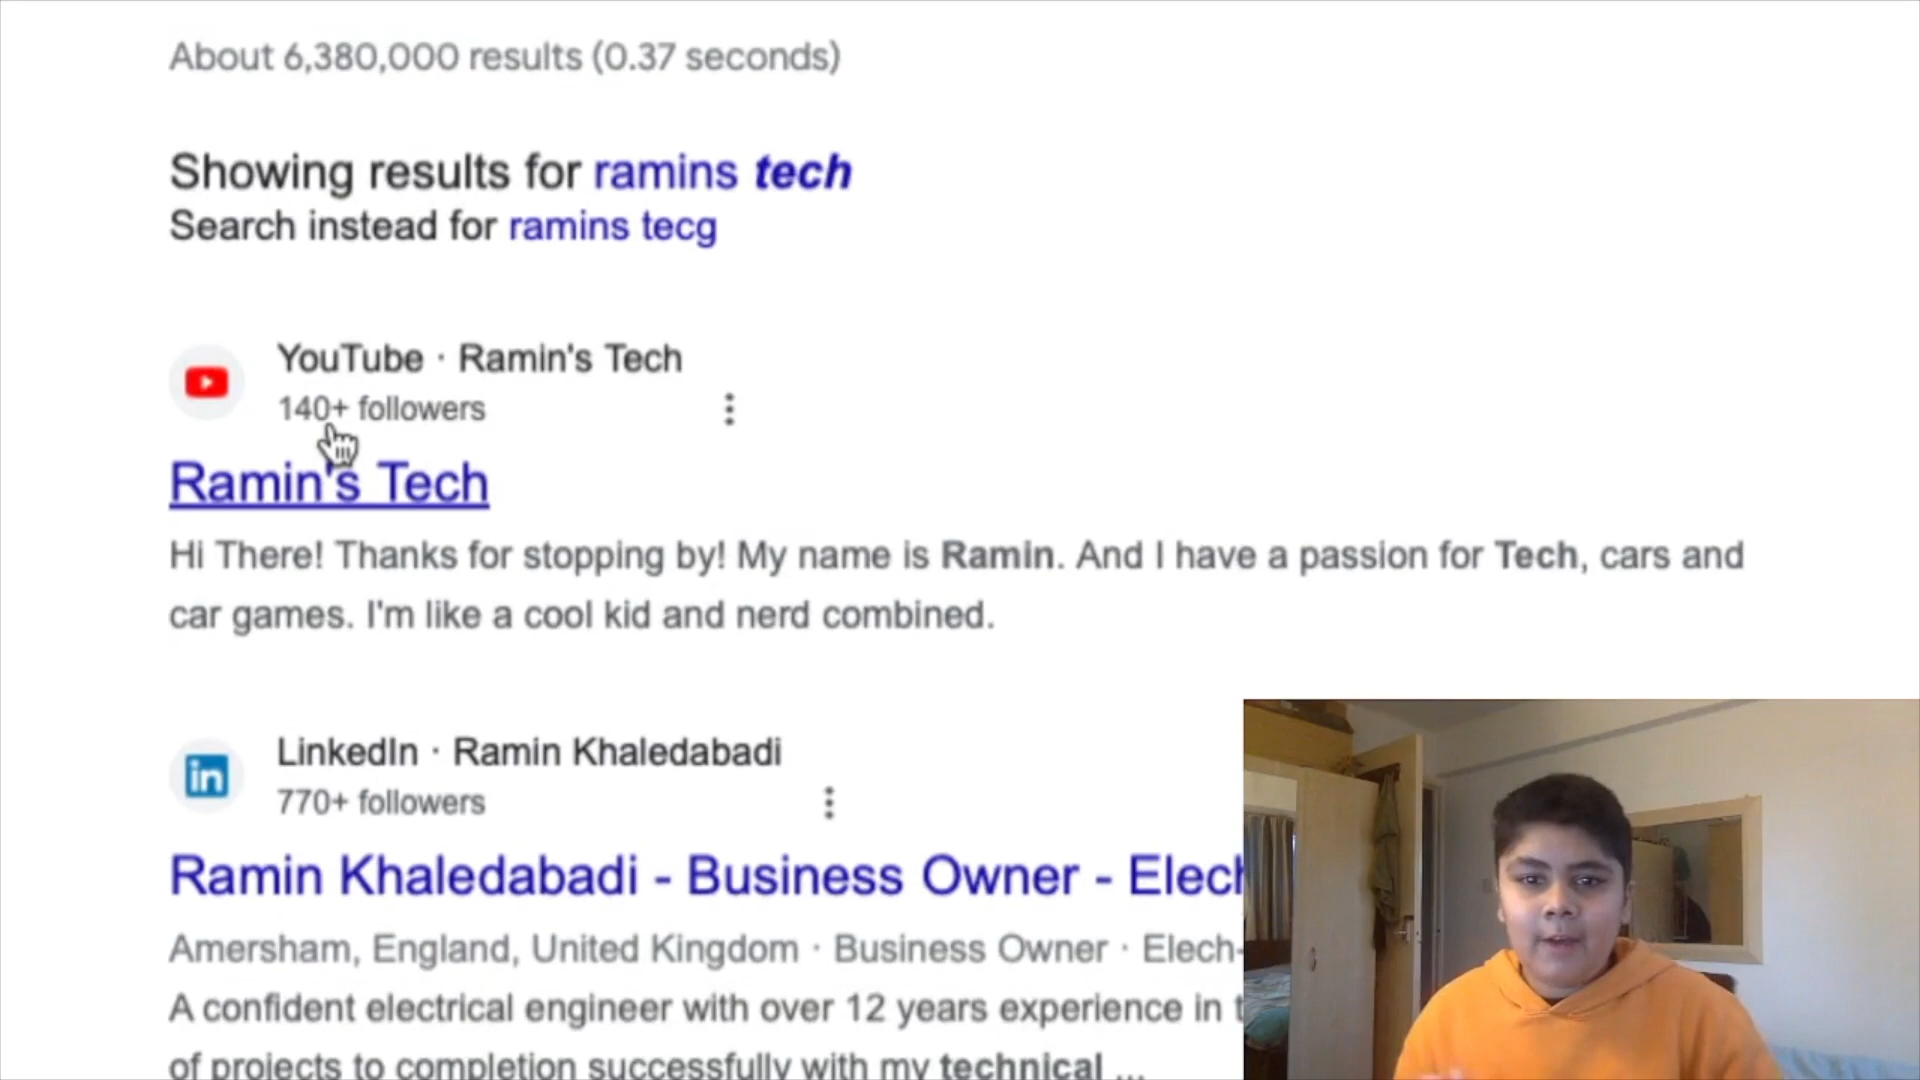 About 6,380,000 results (0.37 seconds)
Showing results for ramins tech
Search instead for ramins tecg
YouTube · Ramin's Tech
140+ followers
Ramin's Tech
Hi There! Thanks for stopping by! My name is Ramin. And I have a passion for Tech, cars and
car games. I'm like a cool kid and nerd combined.
in
LinkedIn · Ramin Khaledabadi
770+ followers
Ramin Khaledabadi - Business Owner - Elech
Amersham, England, United Kingdom · Business Owner · Elech-
A confident electrical engineer with over 12 years experience in t
of projects to completion successfully with my technical ...